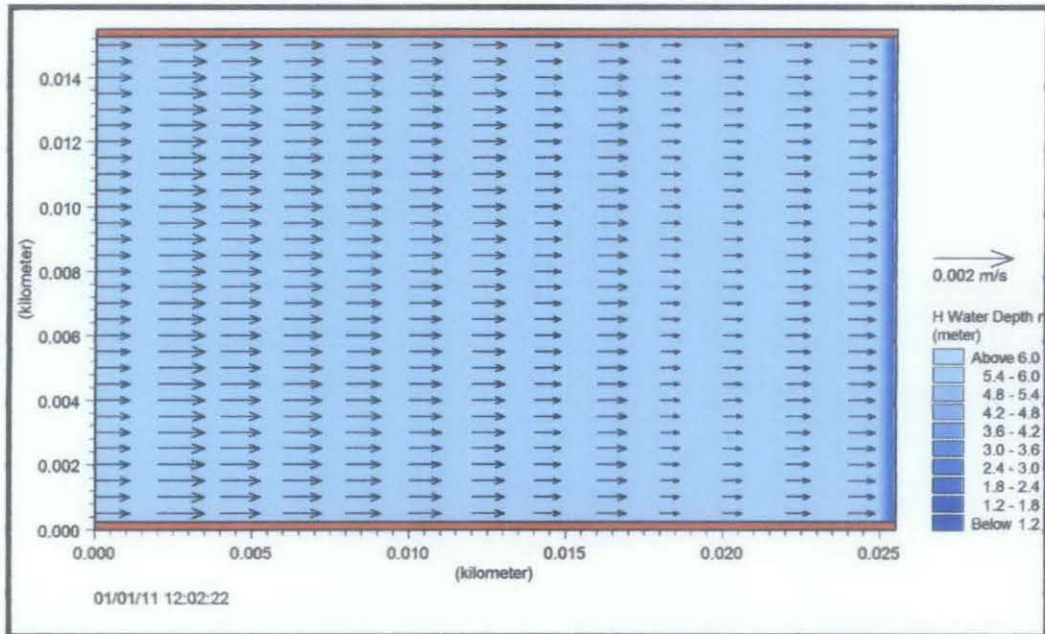 0.014
0.012
0.010
0.008
0.006
0.004
0.002
0.000
(kilometer)
0.000 0.005 0.010 0.015 0.020 0.025
(kilometer)
01/01/11 12:02:22
0.002 m/s
H Water Depth r
(meter)
Above 6.0
5.4 - 6.0
4.8 - 5.4
4.2 - 4.8
3.6 - 4.2
3.0 - 3.6
2.4 - 3.0
1.8 - 2.4
1.2 - 1.8
Below 1.2